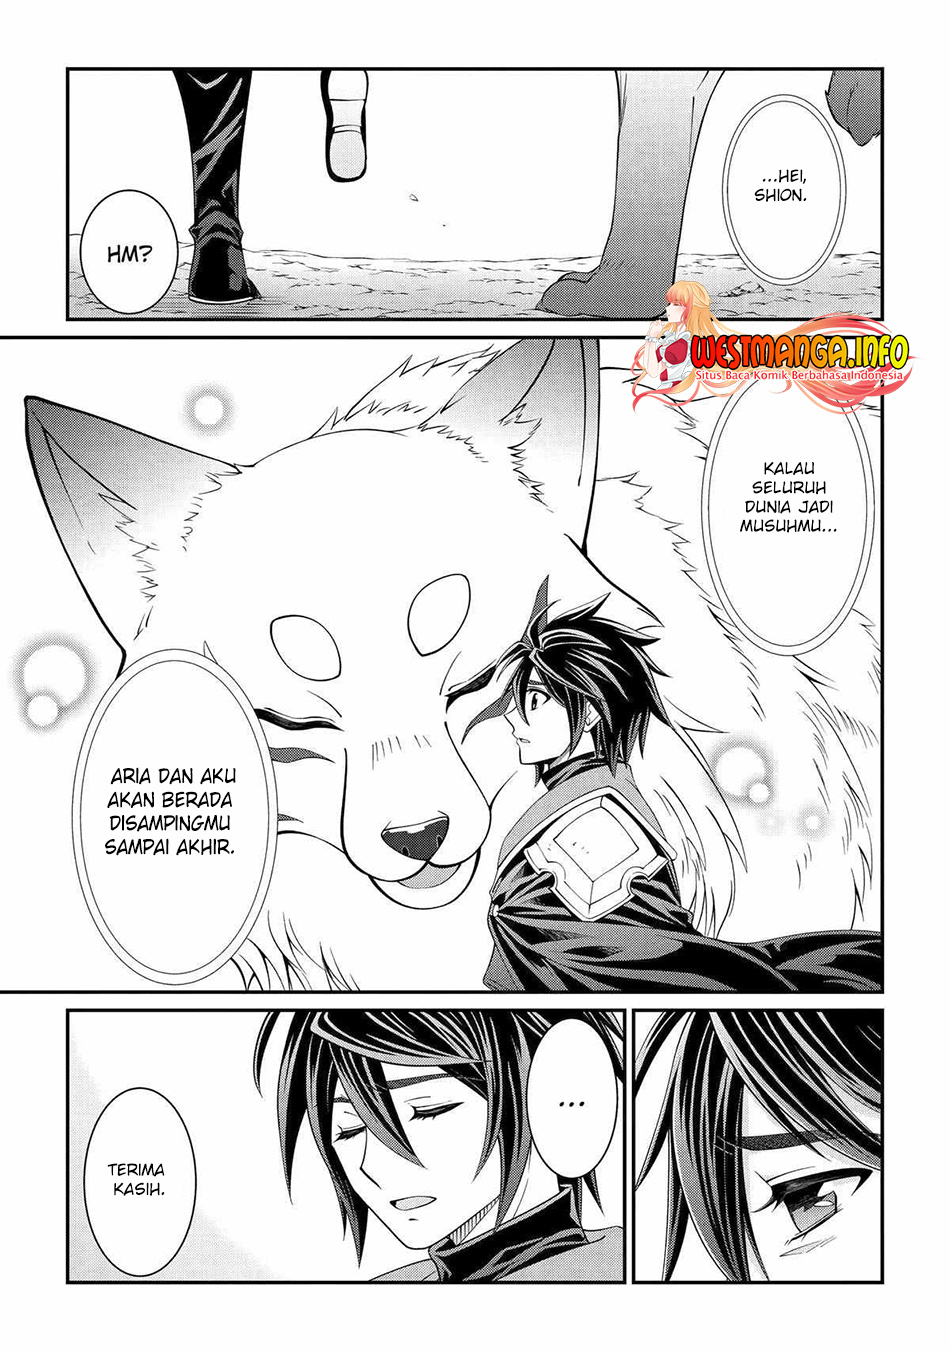 ...HEI,
SHION.
HM?
WESTMANGA.INFO
Situs Baca Komik Berbahasa Indonesia
KALAU
SELURUH
DUNIA JADI
MUSUHMU...
ARIA DAN AKU
AKAN BERADA
DISAMPINGMU
SAMPAI AKHIR.
...
TERIMA
KASIH.